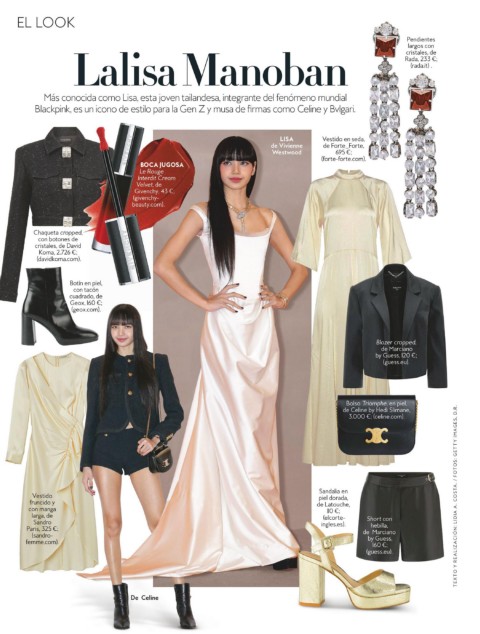 EL LOOK
Lalisa Manoban
Más conocida como Lisa, esta joven tailandesa, integrante del fenómeno mundial
Blackpink, es un icono de estilo para la Gen Z y musa de firmas como Celine y Bvlgari.
Pendientes
largos con
cristales, de
Rada, 233 €;
(rada.it) .
LISA
de Vivienne
Westwood
Vestido en seda,
de Forte_Forte,
695 €;
(forte-forte.com).
BOCA JUGOSA
Le Rouge
Interdit Cream
Velvet, de
Givenchy, 43 €;
(givenchy-
beauty.com).
Chaqueta cropped,
con botones de
cristales, de David
Koma, 2.726 €;
(davidkoma.com).
Botín en piel,
con tacón
cuadrado, de
Geox, 160 €;
(geox.com).
Blazer cropped,
de Marciano
by Guess, 120 €;
(guess.eu).
Bolso Triomphe en piel
de Celine by Hedi Slimane,
3.000 €, (celine.com).
Vestido
fruncido y con
manga
larga, de
Sandro
Paris, 325 €;
(sandro-
femme.com).
Sandalia en
piel dorada,
de Latouche,
110 €;
(elcorte-
ingles.es).
Short con
hebilla,
de Marciano
by Guess,
160 €;
(guess.eu)
De Celine
TEXTO Y REALIZACIÓN: LIDIA A. COSTA. / FOTOS: GETTY IMAGES, D.R.